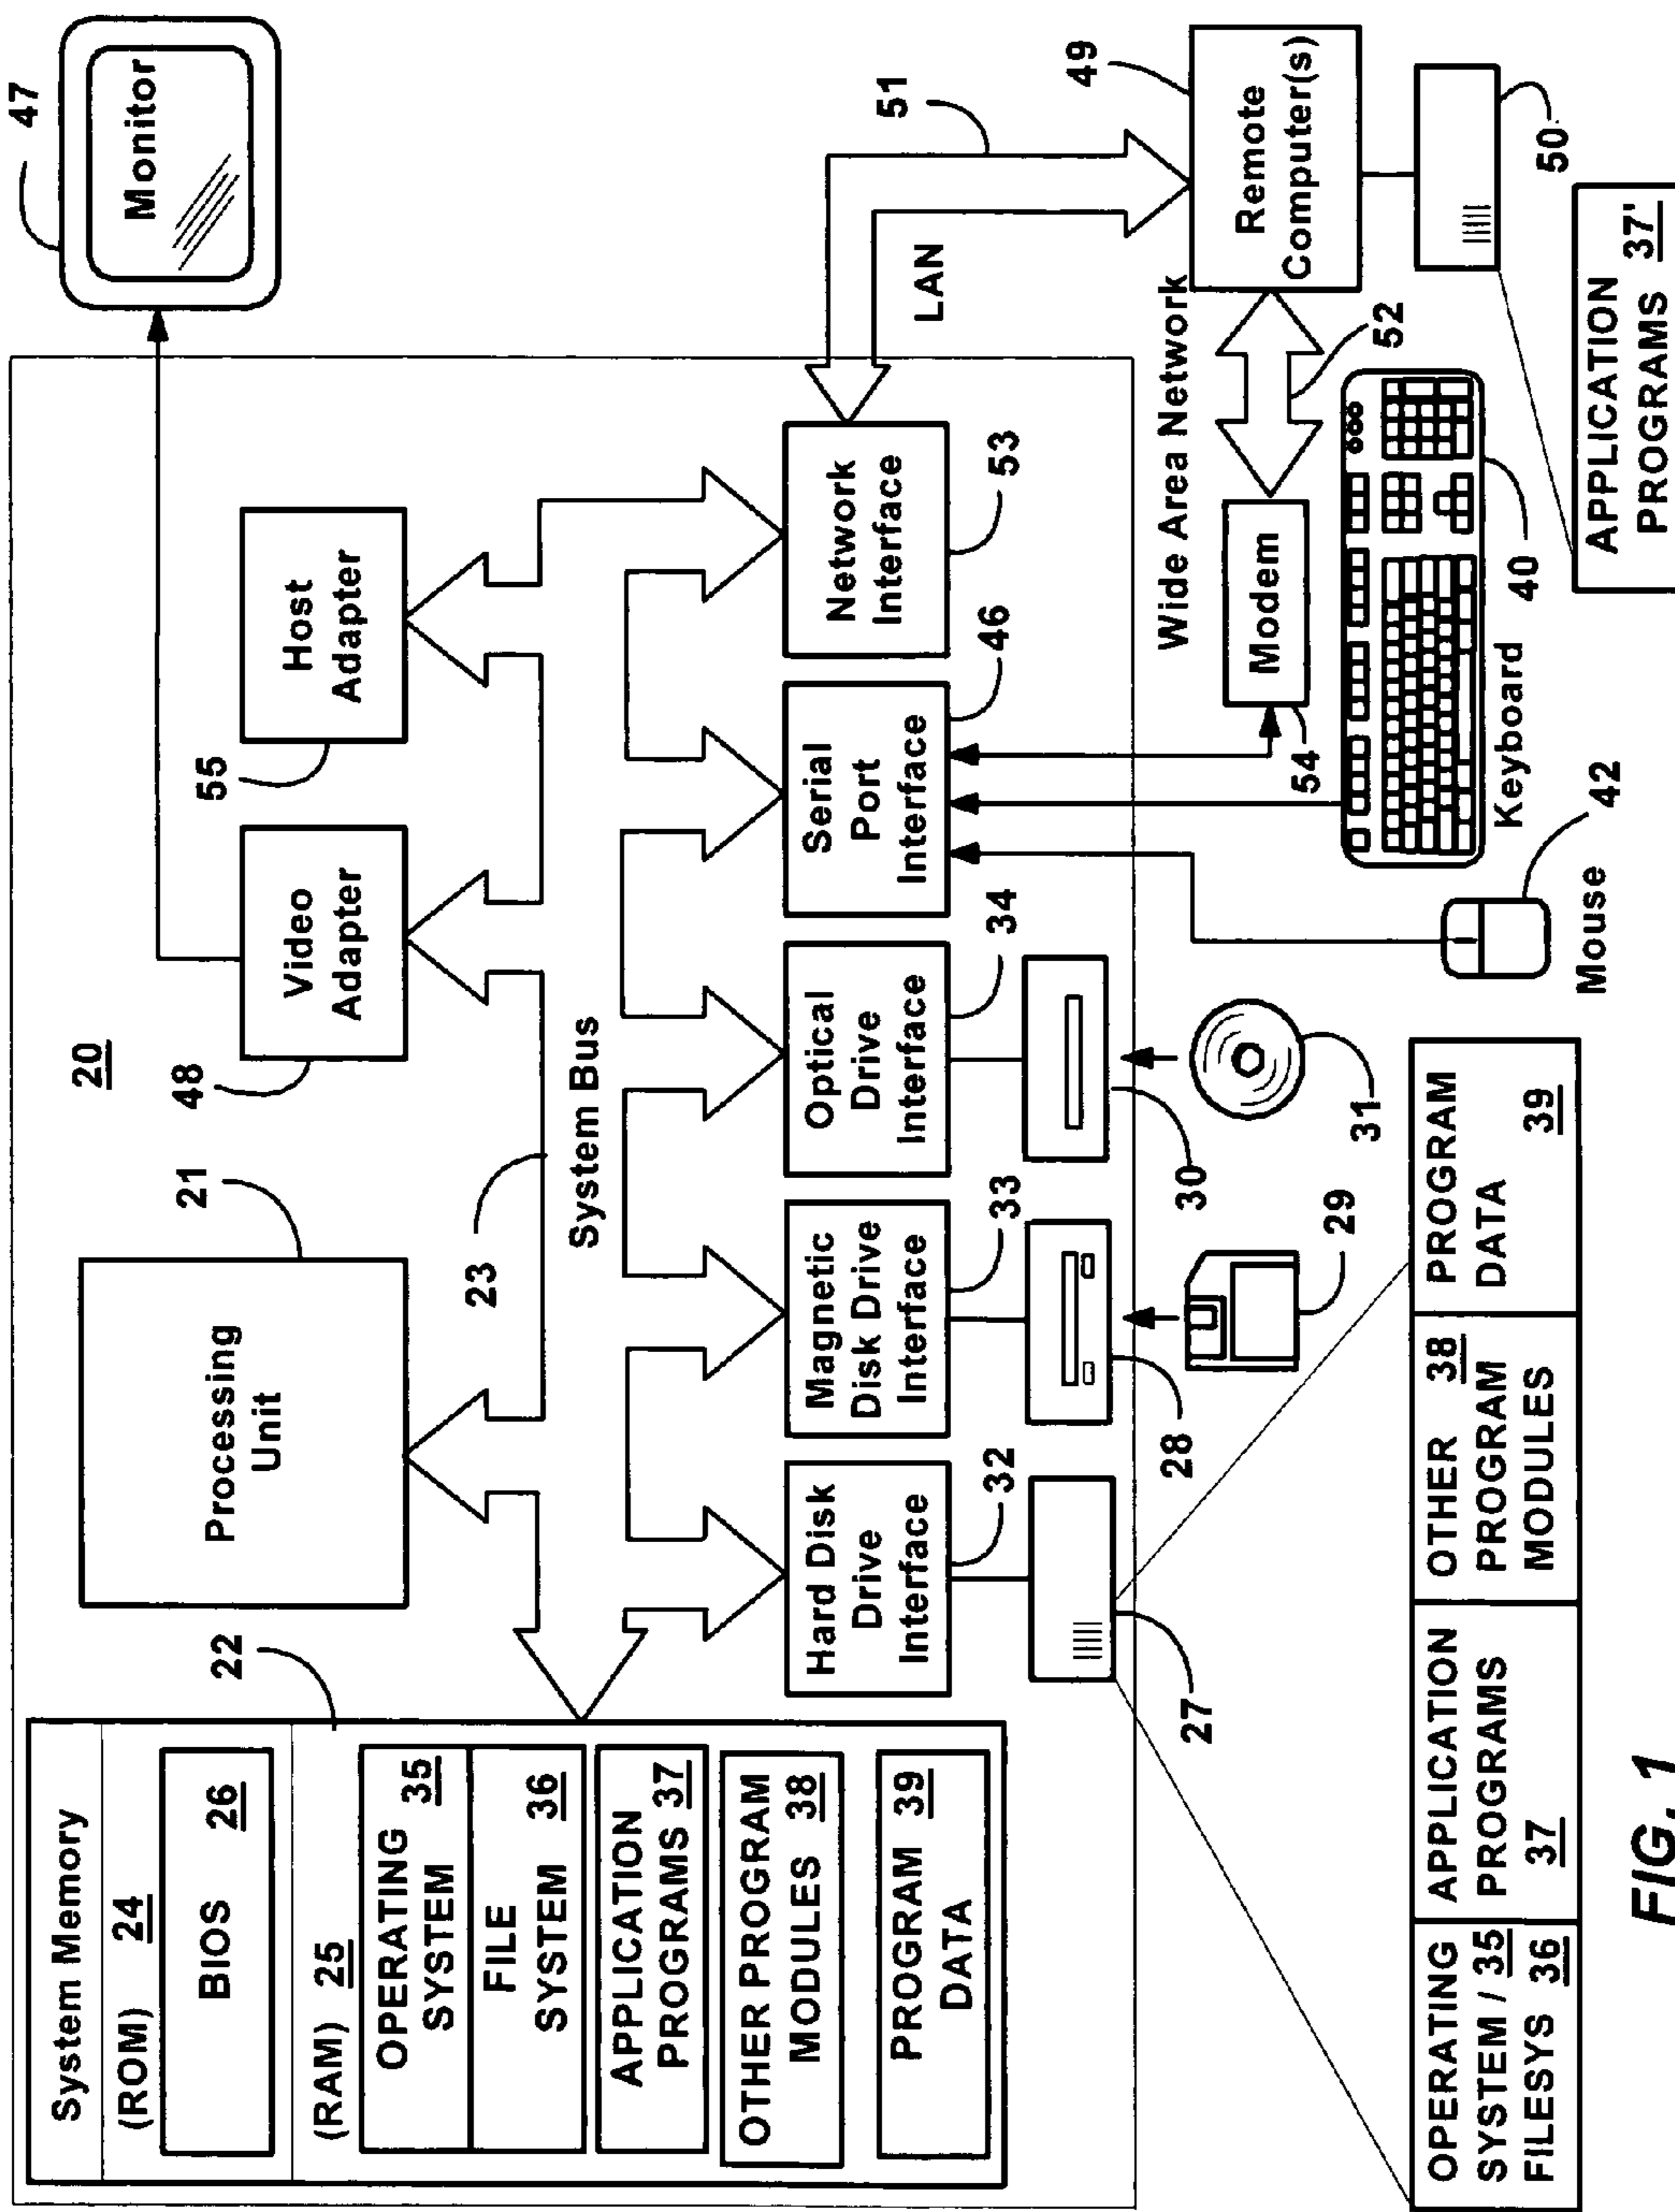 System Memory
(ROM) 24
BIOS 26
(RAM) 25
22
OPERATING
SYSTEM 35
FILE
SYSTEM 36
APPLICATION
PROGRAMS 37
OTHER PROGRAM
MODULES 38
PROGRAM 39
DATA
Processing
Unit
21
20
48
Video
Adapter
55
Host
Adapter
47
Monitor
23
System Bus
Hard Disk
Drive
Interface
32
Magnetic
Disk Drive
Interface
33
Optical
Drive
Interface
34
Serial
Port
Interface
46
Network
Interface
53
LAN
51
49
Remote
Computer(s)
Wide Area Network
52
Modem
54
27
28
29
30
31
Mouse
42
Keyboard
40
50
OPERATING
SYSTEM / 35
FILESYS 36
APPLICATION
PROGRAMS
37
OTHER 38
PROGRAM
MODULES
PROGRAM
DATA
39
APPLICATION
PROGRAMS 37'
FIG. 1